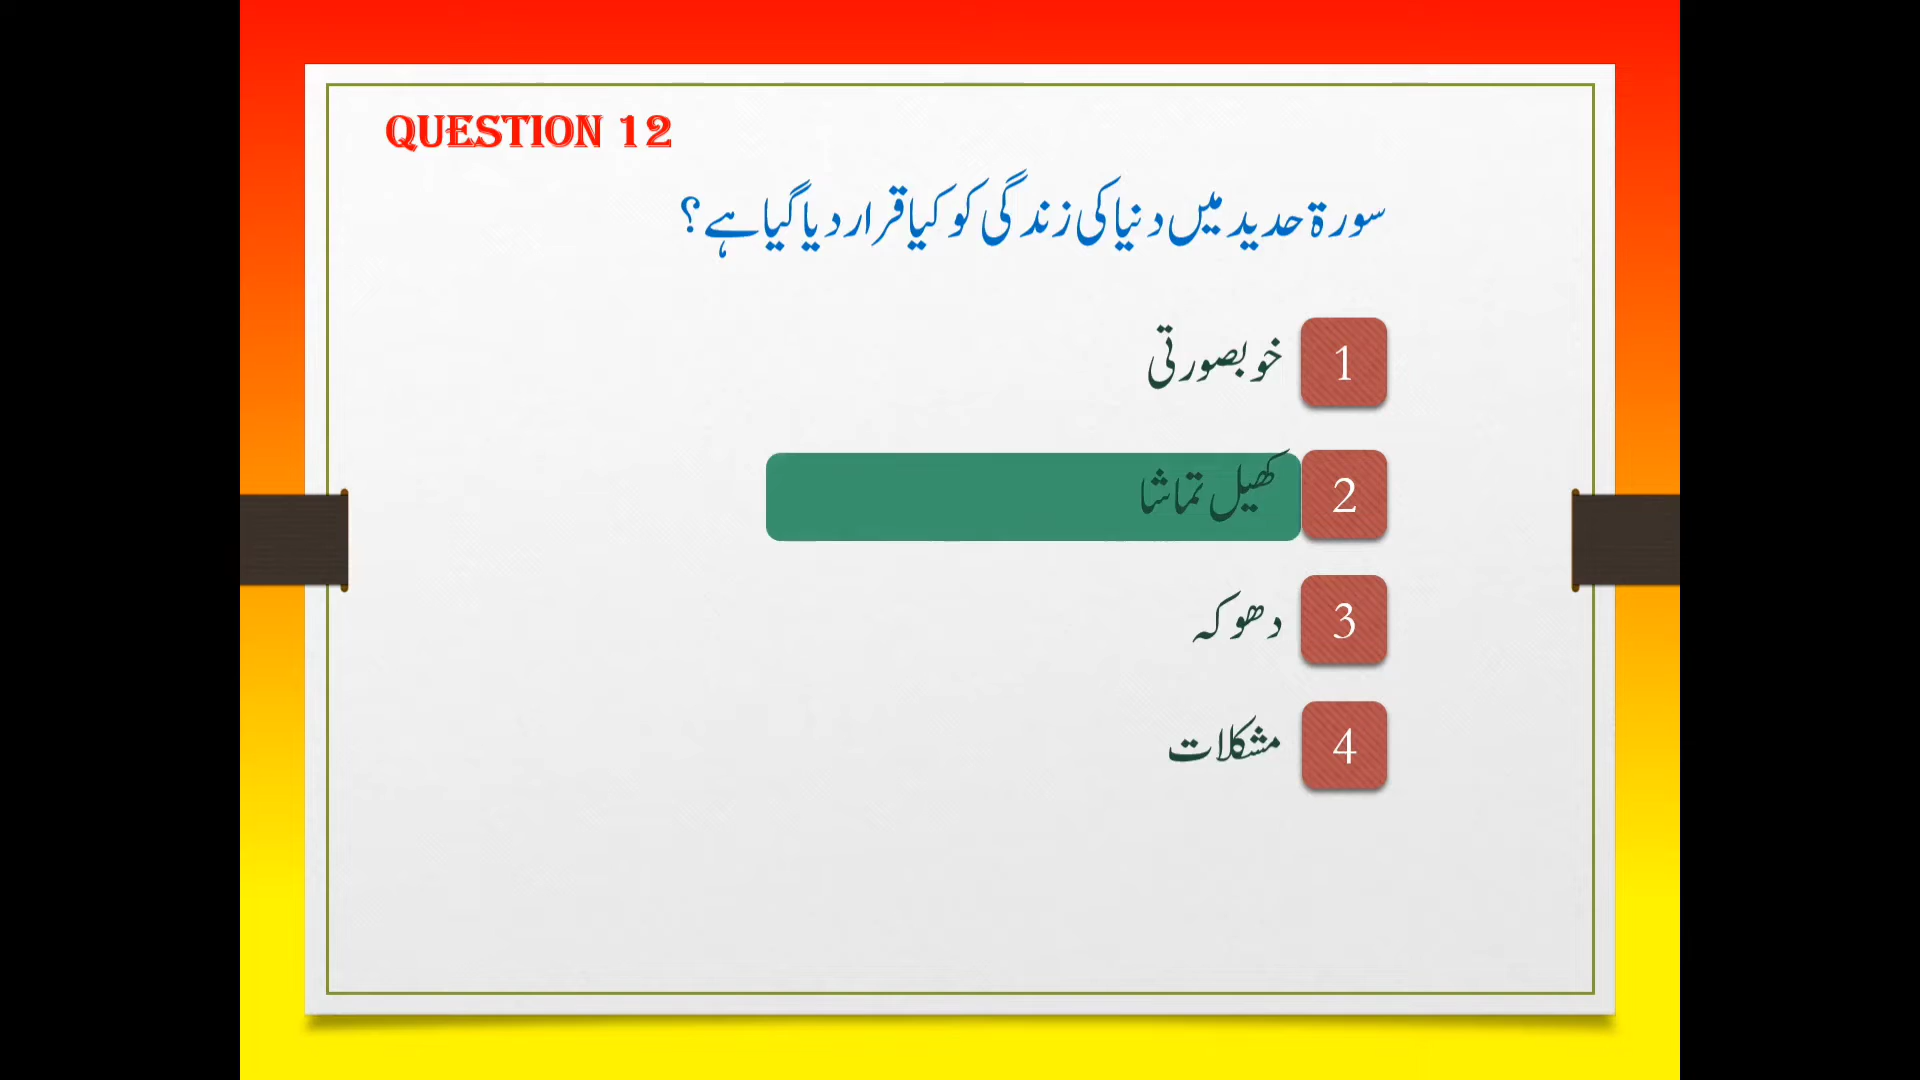 QUESTION 12
سورۃ حدید میں دنیا کی زندگی کو کیا قرار دیا گیا ہے؟
1 خوبصورتی
2 کھیل تماشا
3 دھوکہ
4 مشکلات